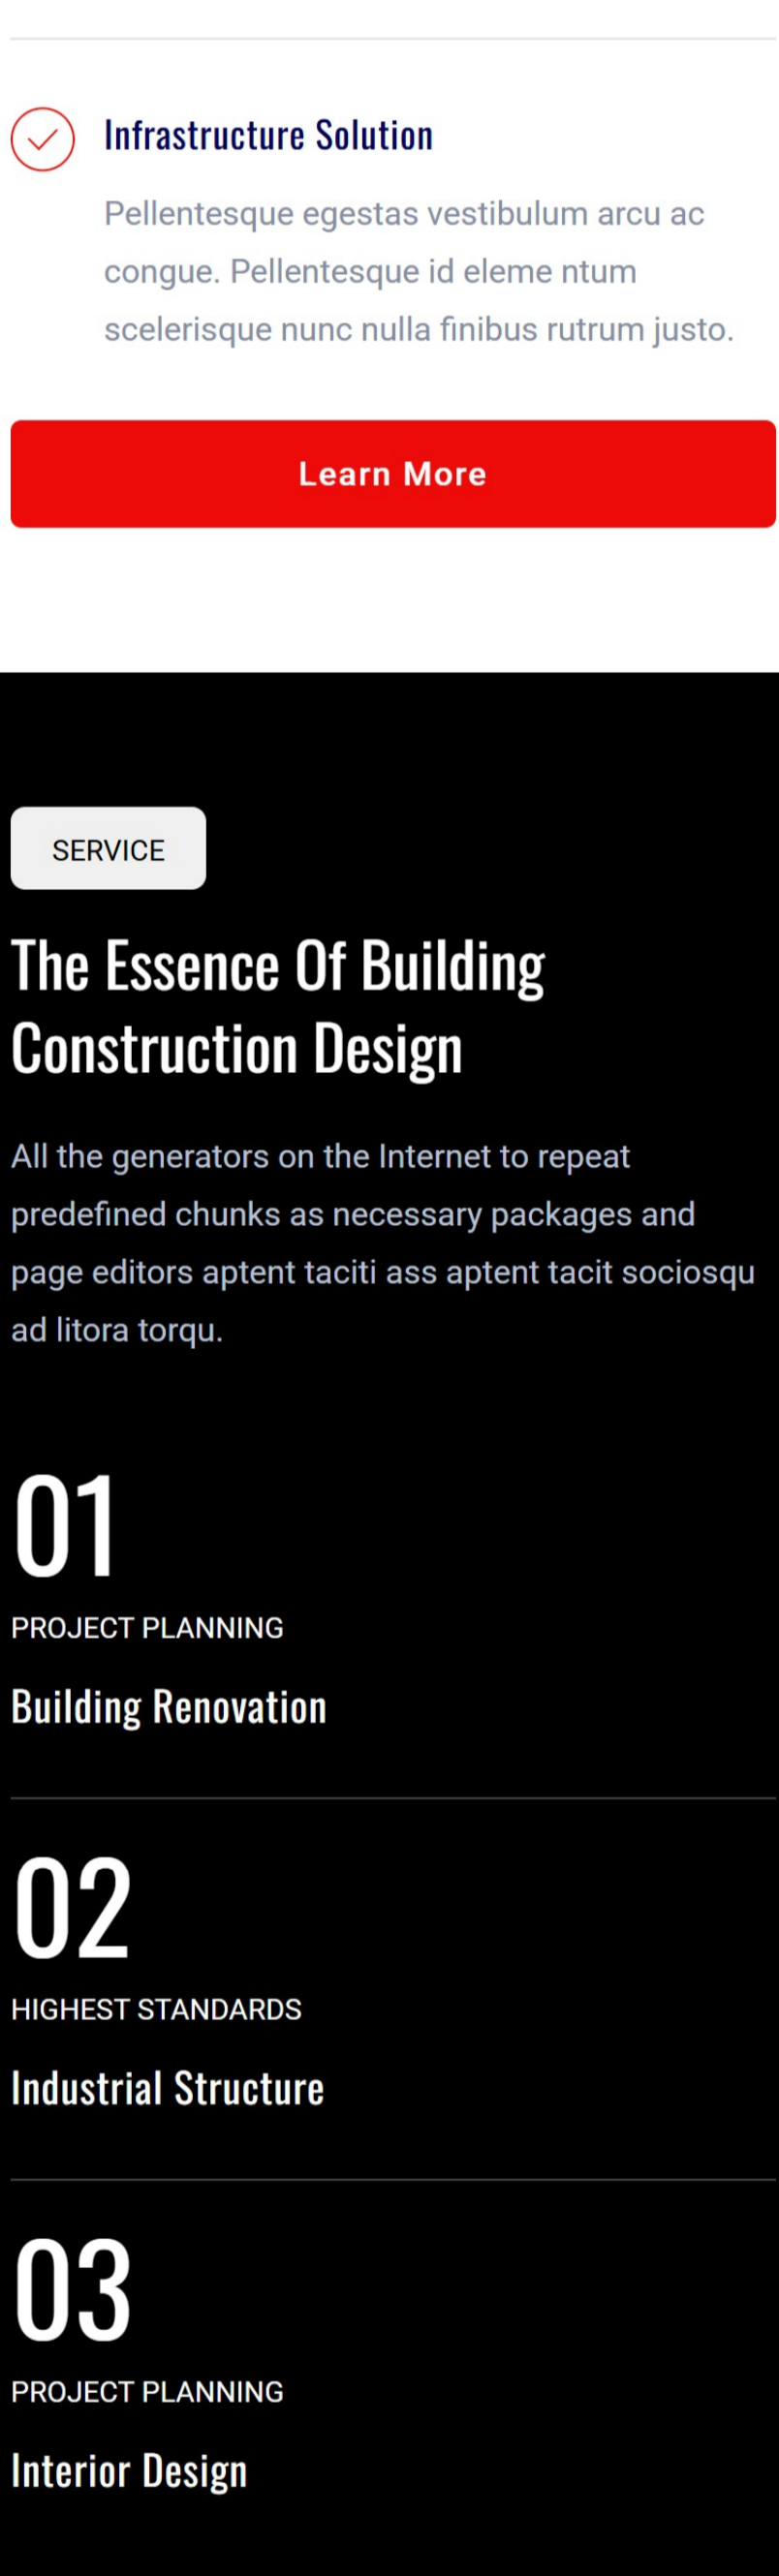 Infrastructure Solution
Pellentesque egestas vestibulum arcu ac
congue. Pellentesque id eleme ntum
scelerisque nunc nulla finibus rutrum justo.
Learn More
SERVICE
The Essence Of Building
Construction Design
All the generators on the Internet to repeat
predefined chunks as necessary packages and
page editors aptent taciti ass aptent tacit sociosqu
ad litora torqu.
01
PROJECT PLANNING
Building Renovation
02
HIGHEST STANDARDS
Industrial Structure
03
PROJECT PLANNING
Interior Design